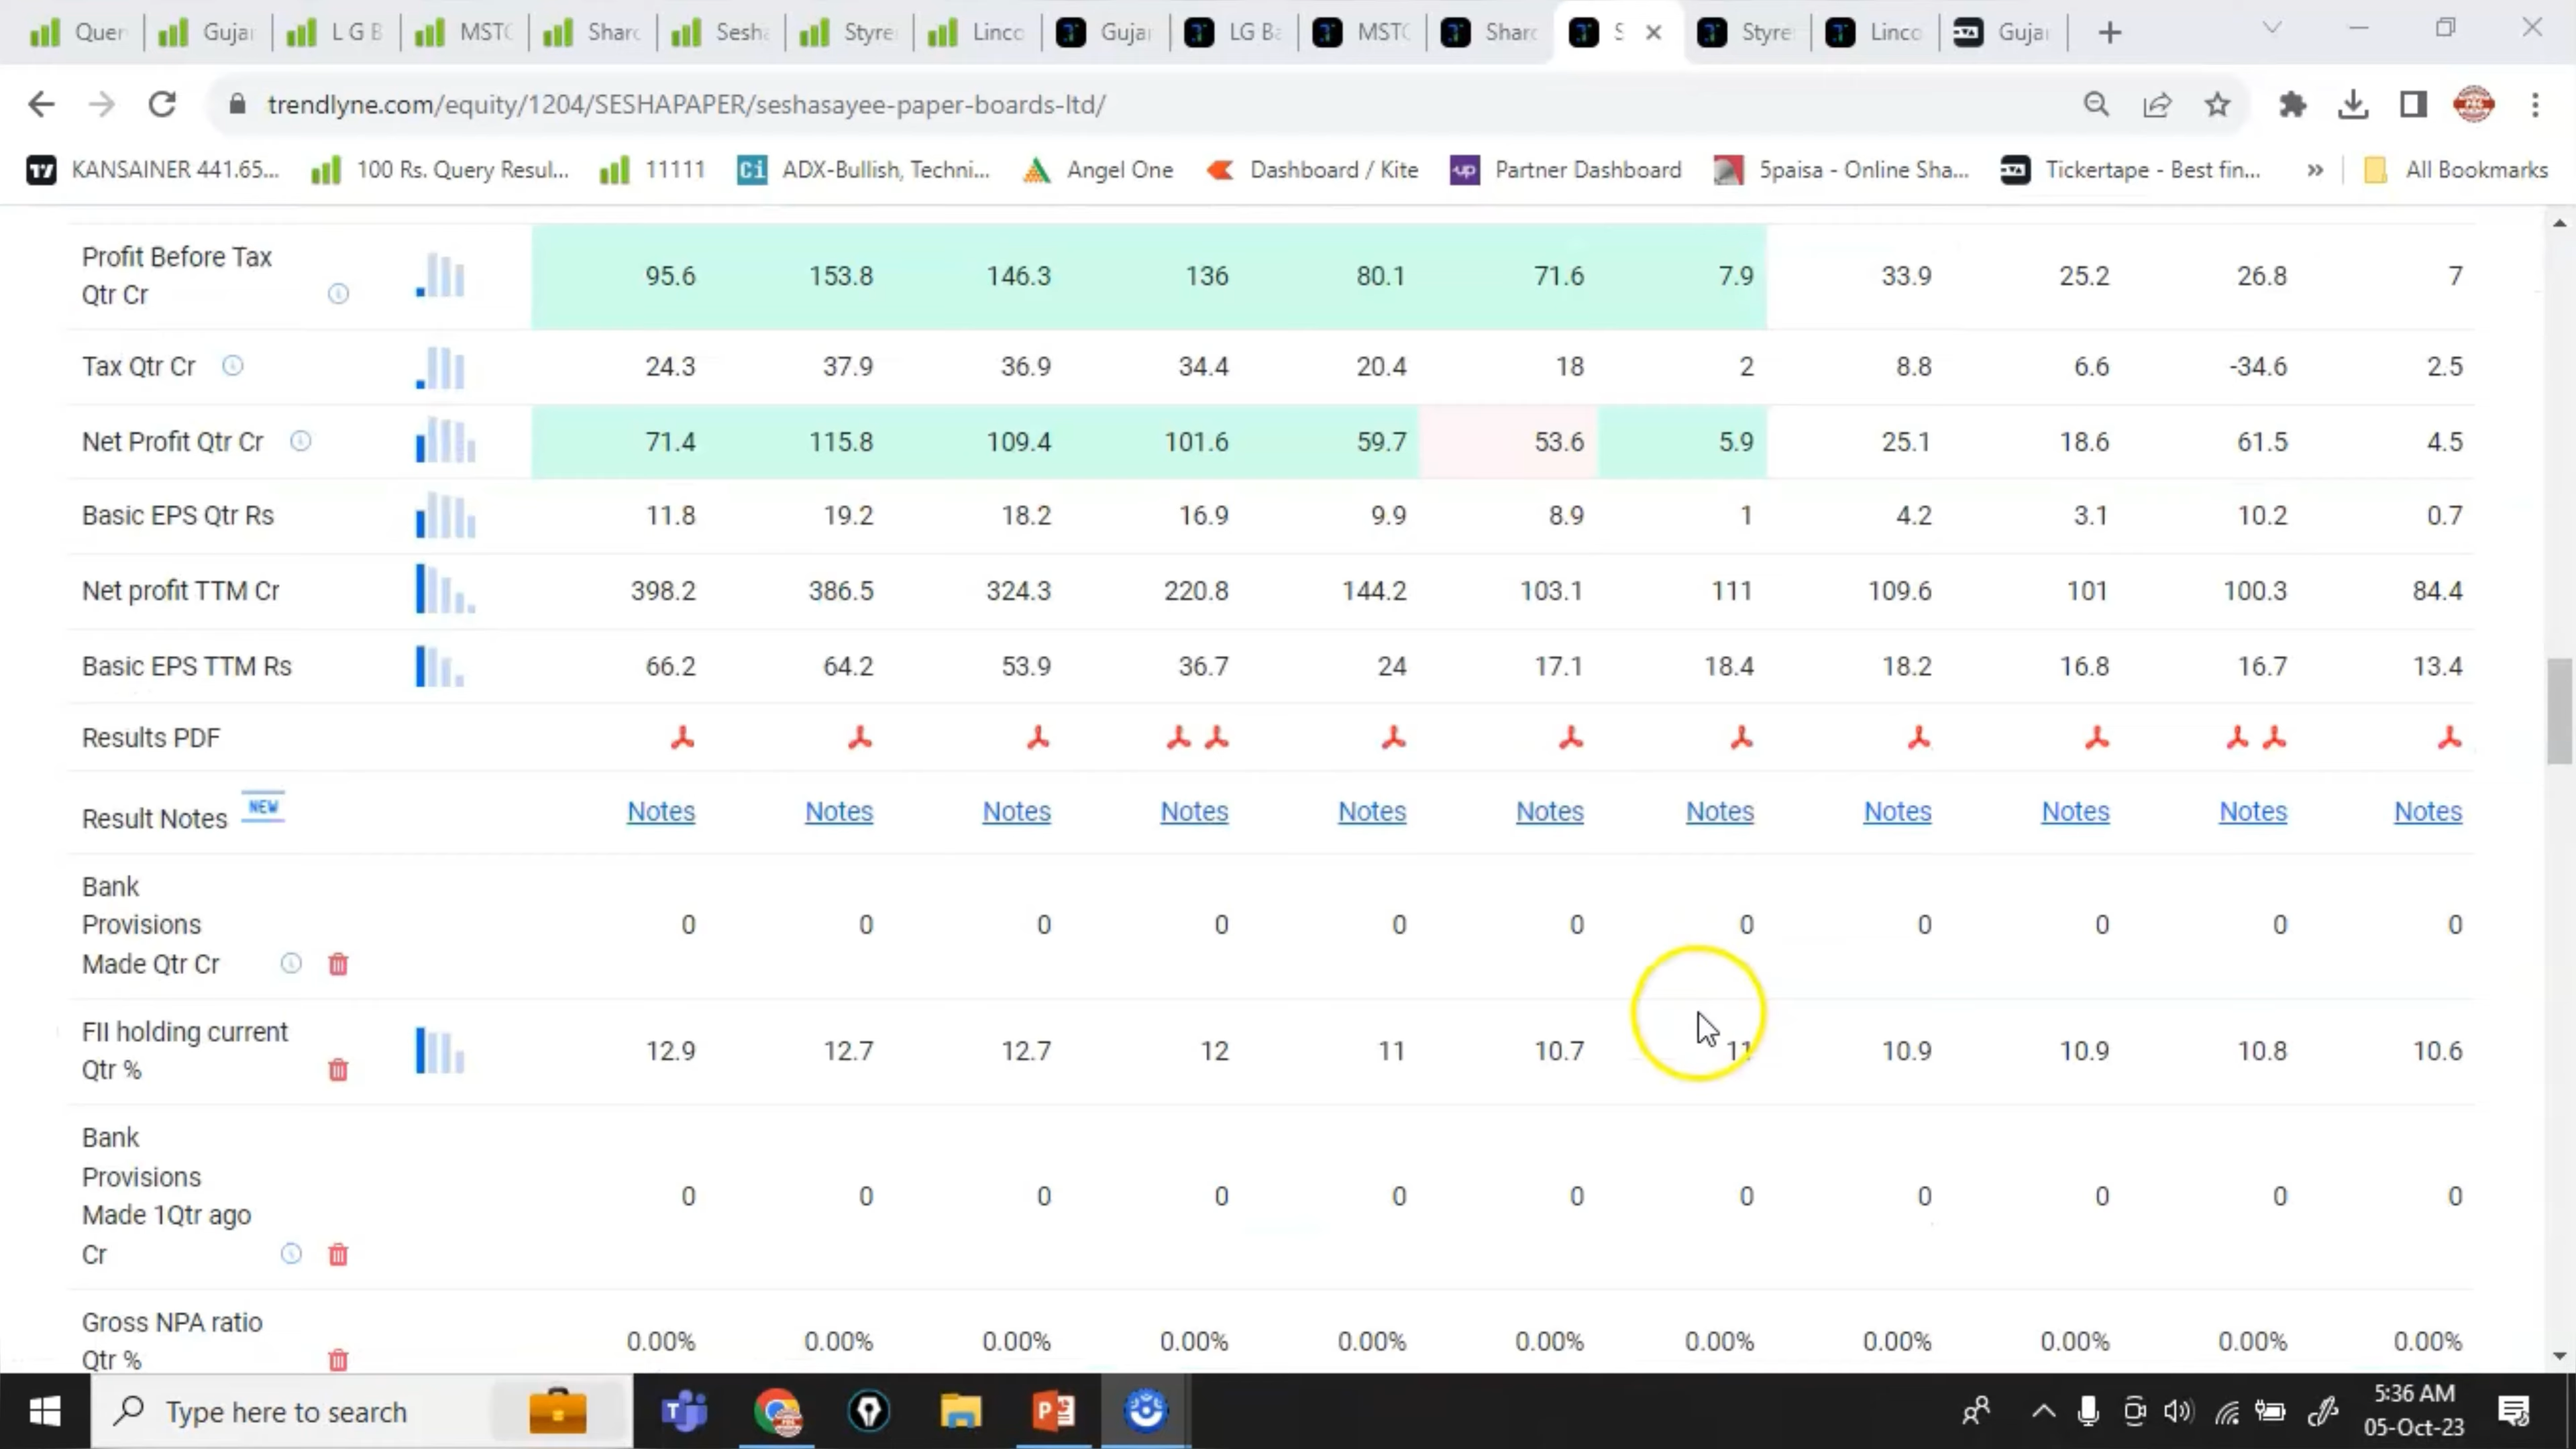 Quer Gujar L G B MSTC Shard Sesha Styre Linco Gujar LG Ba MSTC Shard S Styre Linco Gujar
trendlyne.com/equity/1204/SESHAPAPER/seshasayee-paper-boards-ltd/
KANSAINER 441.65... 100 Rs. Query Resul... 11111 ADX-Bullish, Techni... Angel One Dashboard / Kite Partner Dashboard 5paisa - Online Sha... Tickertape - Best fin... » All Bookmarks
Profit Before Tax
Qtr Cr 95.6 153.8 146.3 136 80.1 71.6 7.9 33.9 25.2 26.8 7
Tax Qtr Cr 24.3 37.9 36.9 34.4 20.4 18 2 8.8 6.6 -34.6 2.5
Net Profit Qtr Cr 71.4 115.8 109.4 101.6 59.7 53.6 5.9 25.1 18.6 61.5 4.5
Basic EPS Qtr Rs 11.8 19.2 18.2 16.9 9.9 8.9 1 4.2 3.1 10.2 0.7
Net profit TTM Cr 398.2 386.5 324.3 220.8 144.2 103.1 111 109.6 101 100.3 84.4
Basic EPS TTM Rs 66.2 64.2 53.9 36.7 24 17.1 18.4 18.2 16.8 16.7 13.4
Results PDF
Result Notes NEW Notes Notes Notes Notes Notes Notes Notes Notes Notes Notes Notes
Bank
Provisions 0 0 0 0 0 0 0 0 0 0 0
Made Qtr Cr
FII holding current
Qtr % 12.9 12.7 12.7 12 11 10.7 11 10.9 10.9 10.8 10.6
Bank
Provisions 0 0 0 0 0 0 0 0 0 0 0
Made 1Qtr ago
Cr
Gross NPA ratio
Qtr % 0.00% 0.00% 0.00% 0.00% 0.00% 0.00% 0.00% 0.00% 0.00% 0.00% 0.00%
Type here to search
5:36 AM
05-Oct-23